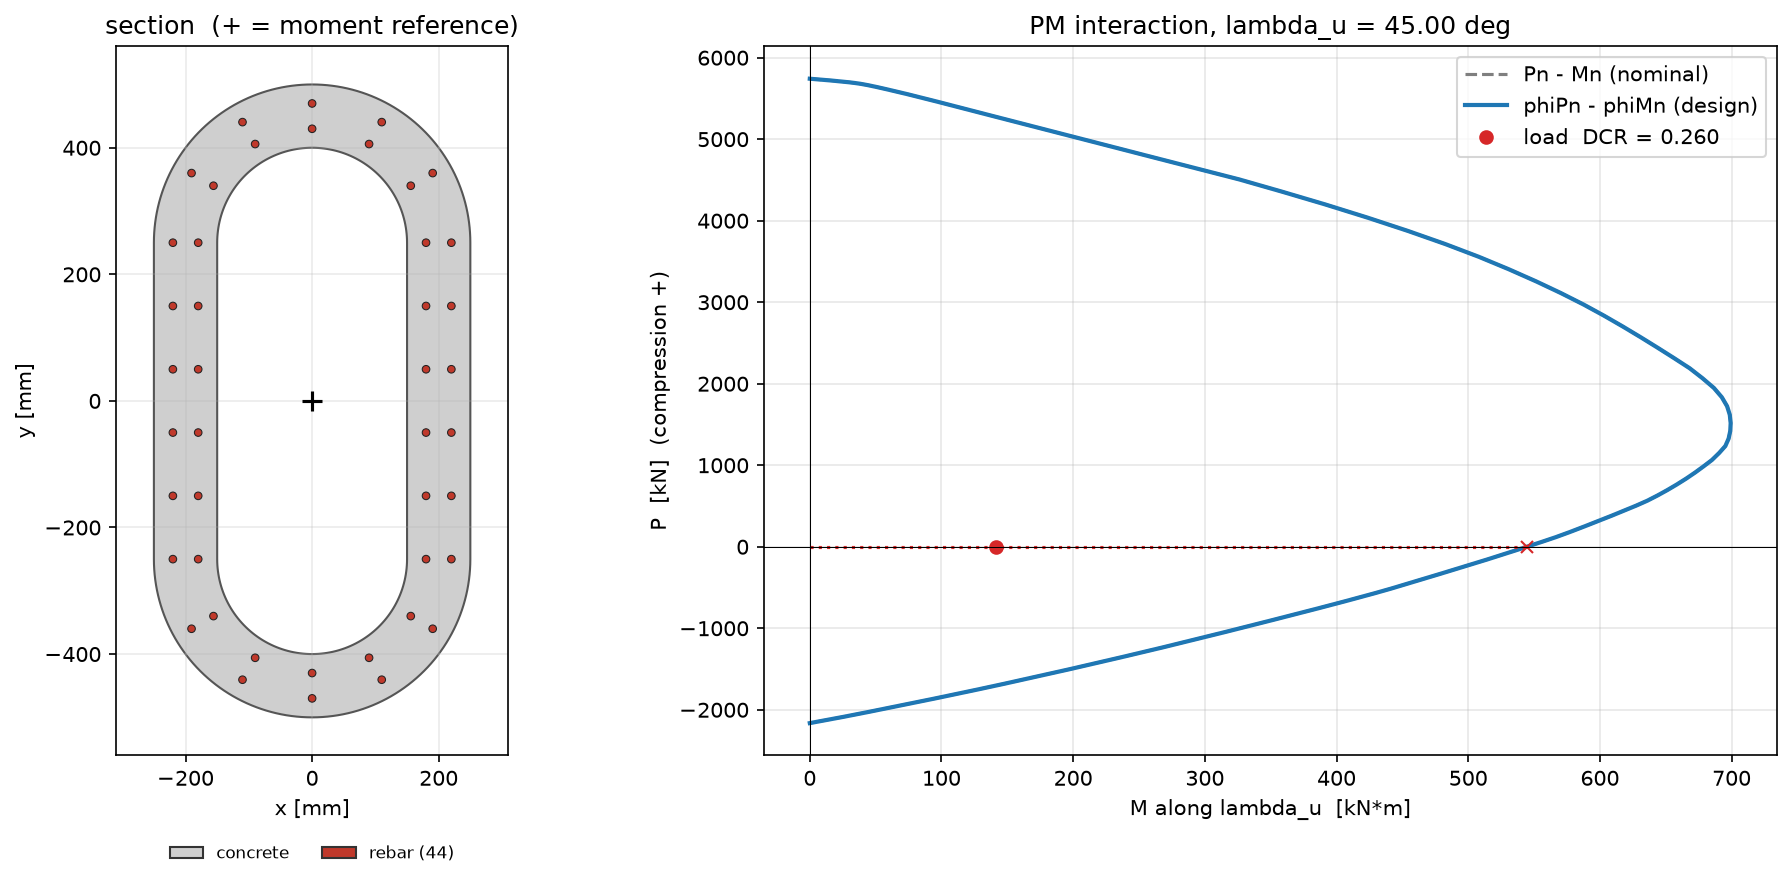 section  (+ = moment reference)
400
200
0
−200
−400
y [mm]
−200
0
200
x [mm]
concrete
rebar (44)
PM interaction, lambda_u = 45.00 deg
Pn - Mn (nominal)
phiPn - phiMn (design)
load  DCR = 0.260
6000
5000
4000
3000
2000
1000
0
−1000
−2000
P  [kN]  (compression +)
0
100
200
300
400
500
600
700
M along lambda_u  [kN*m]